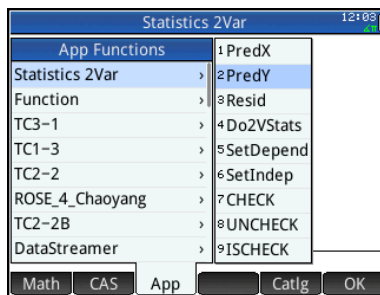 Statistics 2Var
12:03
App Functions
Statistics 2Var
Function
TC3-1
TC1-3
TC2-2
ROSE_4_Chaoyang
TC2-2B
DataStreamer
1 PredX
2 PredY
3 Resid
4 Do2VStats
5 SetDepend
6 SetIndep
7 CHECK
8 UNCHECK
9 ISCHECK
Math CAS App Catlg OK